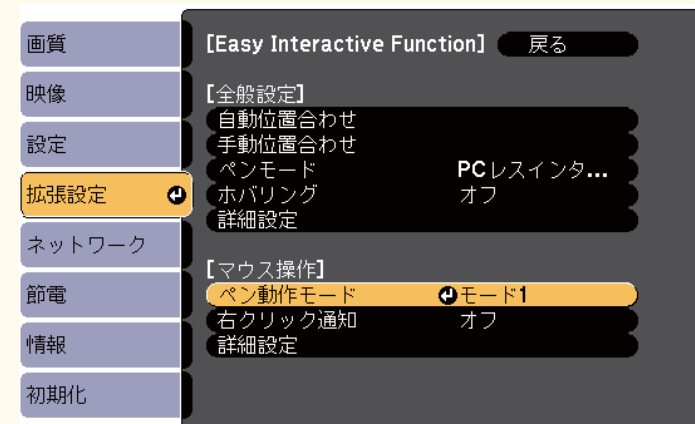 画質
映像
設定
拡張設定
ネットワーク
節電
情報
初期化
[Easy Interactive Function] 戻る
[全般設定]
自動位置合わせ
手動位置合わせ
ペンモード PCレスインタ...
ホバリング オフ
詳細設定
[マウス操作]
ペン動作モード モード1
右クリック通知 オフ
詳細設定